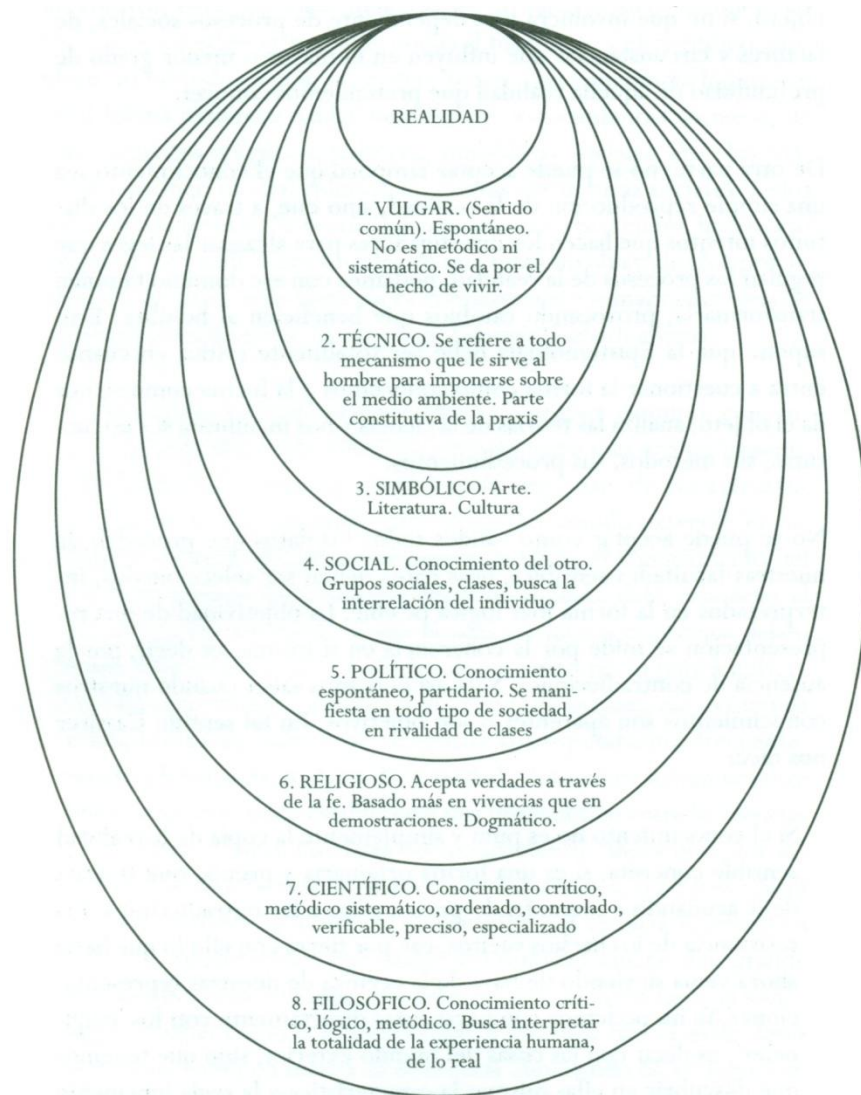 REALIDAD
1. VULGAR. (Sentido
común). Espontáneo.
No es metódico ni
sistemático. Se da por el
hecho de vivir.
2. TÉCNICO. Se refiere a todo
mecanismo que le sirve al
hombre para imponerse sobre
el medio ambiente. Parte
constitutiva de la praxis
3. SIMBÓLICO. Arte.
Literatura. Cultura
4. SOCIAL. Conocimiento del otro.
Grupos sociales, clases, busca la
interrelación del individuo
5. POLÍTICO. Conocimiento
espontáneo, partidario. Se mani-
fiesta en todo tipo de sociedad,
en rivalidad de clases
6. RELIGIOSO. Acepta verdades a través
de la fe. Basado más en vivencias que en
demostraciones. Dogmático.
7. CIENTÍFICO. Conocimiento crítico,
metódico sistemático, ordenado, controlado,
verificable, preciso, especializado
8. FILOSÓFICO. Conocimiento críti-
co, lógico, metódico. Busca interpretar
la totalidad de la experiencia humana,
de lo real